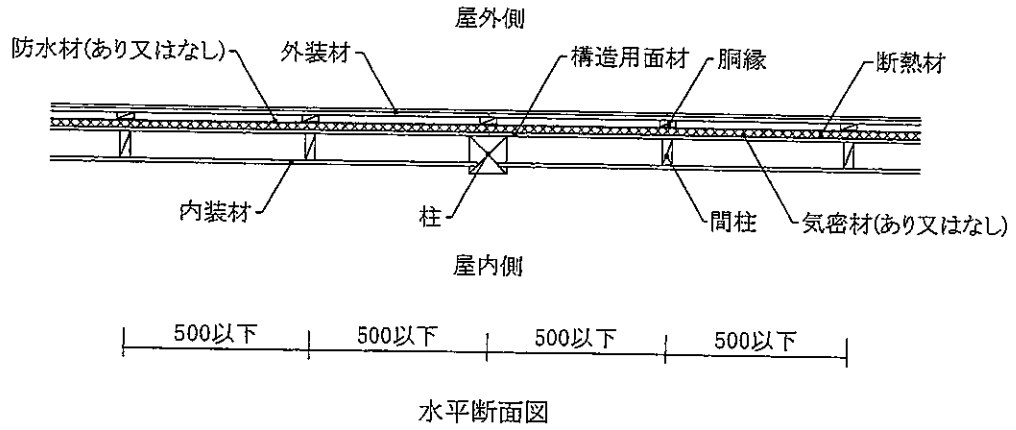 屋外側
防水材(あり又はなし)
外装材
構造用面材
胴縁
断熱材
内装材
柱
間柱
気密材(あり又はなし)
屋内側
500以下
500以下
500以下
500以下
水平断面図